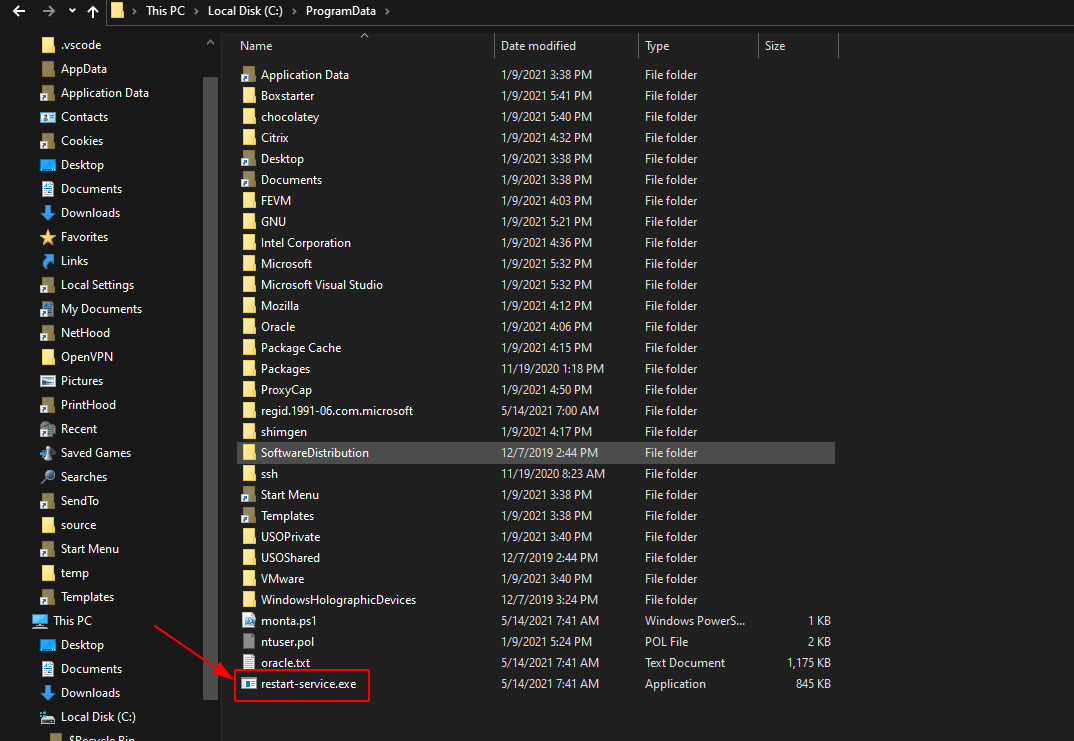 This PC > Local Disk (C:) > ProgramData >
Name Date modified Type Size
.vscode
AppData
Application Data
Contacts
Cookies
Desktop
Documents
Downloads
Favorites
Links
Local Settings
My Documents
NetHood
OpenVPN
Pictures
PrintHood
Recent
Saved Games
Searches
SendTo
source
Start Menu
temp
Templates
This PC
Desktop
Documents
Downloads
Local Disk (C:)
$Recycle.Bin
Application Data 1/9/2021 3:38 PM File folder
Boxstarter 1/9/2021 5:41 PM File folder
chocolatey 1/9/2021 5:40 PM File folder
Citrix 1/9/2021 4:32 PM File folder
Desktop 1/9/2021 3:38 PM File folder
Documents 1/9/2021 3:38 PM File folder
FEVM 1/9/2021 4:03 PM File folder
GNU 1/9/2021 5:21 PM File folder
Intel Corporation 1/9/2021 4:36 PM File folder
Microsoft 1/9/2021 5:32 PM File folder
Microsoft Visual Studio 1/9/2021 5:32 PM File folder
Mozilla 1/9/2021 4:12 PM File folder
Oracle 1/9/2021 4:06 PM File folder
Package Cache 1/9/2021 4:15 PM File folder
Packages 11/19/2020 1:18 PM File folder
ProxyCap 1/9/2021 4:50 PM File folder
regid.1991-06.com.microsoft 5/14/2021 7:00 AM File folder
shimgen 1/9/2021 4:17 PM File folder
SoftwareDistribution 12/7/2019 2:44 PM File folder
ssh 11/19/2020 8:23 AM File folder
Start Menu 1/9/2021 3:38 PM File folder
Templates 1/9/2021 3:38 PM File folder
USOPrivate 1/9/2021 3:40 PM File folder
USOShared 12/7/2019 2:44 PM File folder
VMware 1/9/2021 3:40 PM File folder
WindowsHolographicDevices 12/7/2019 3:24 PM File folder
monta.ps1 5/14/2021 7:41 AM Windows PowerS... 1 KB
ntuser.pol 1/9/2021 5:24 PM POL File 2 KB
oracle.txt 5/14/2021 7:41 AM Text Document 1,175 KB
restart-service.exe 5/14/2021 7:41 AM Application 845 KB